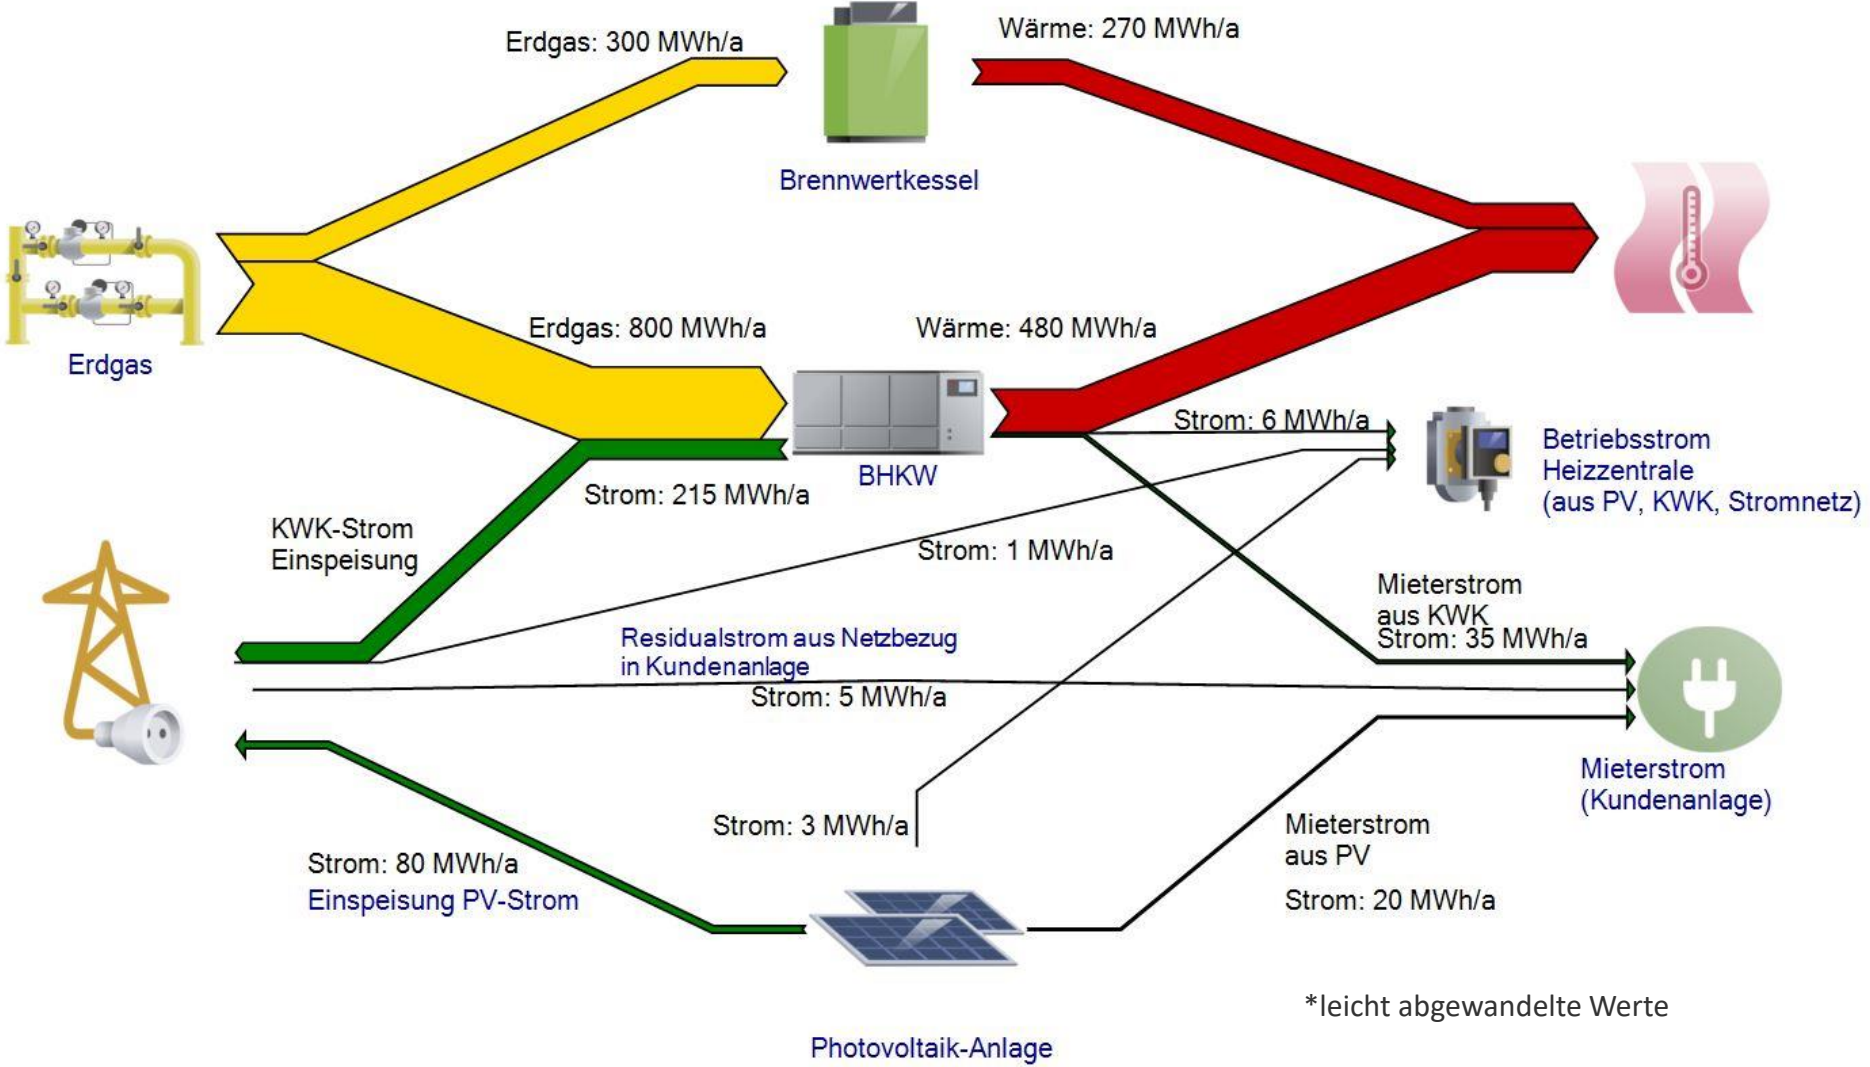 Erdgas: 300 MWh/a
Wärme: 270 MWh/a
Brennwertkessel
Erdgas: 800 MWh/a
Wärme: 480 MWh/a
Erdgas
Strom: 6 MWh/a
Betriebsstrom
Heizzentrale
(aus PV, KWK, Stromnetz)
BHKW
Strom: 215 MWh/a
KWK-Strom
Einspeisung
Strom: 1 MWh/a
Mieterstrom
aus KWK
Strom: 35 MWh/a
Residualstrom aus Netzbezug
in Kundenanlage
Strom: 5 MWh/a
Mieterstrom
(Kundenanlage)
Strom: 3 MWh/a
Mieterstrom
aus PV
Strom: 20 MWh/a
Strom: 80 MWh/a
Einspeisung PV-Strom
*leicht abgewandelte Werte
Photovoltaik-Anlage